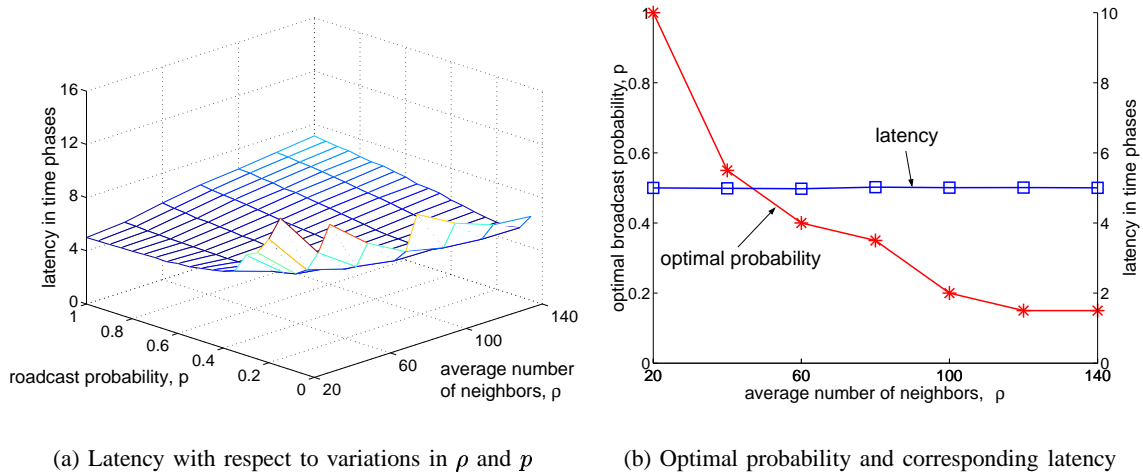 16
12
8
4
0
latency in time phases
1
0.8
0.6
0.4
0.2
0
roadcast probability, p
20
60
100
140
average number
of neighbors, ρ
1
0.8
0.6
0.4
0.2
0
optimal broadcast probability, p
10
8
6
4
2
0
latency in time phases
latency
optimal probability
20
60
100
140
average number of neighbors, ρ
(a) Latency with respect to variations in ρ and p
(b) Optimal probability and corresponding latency